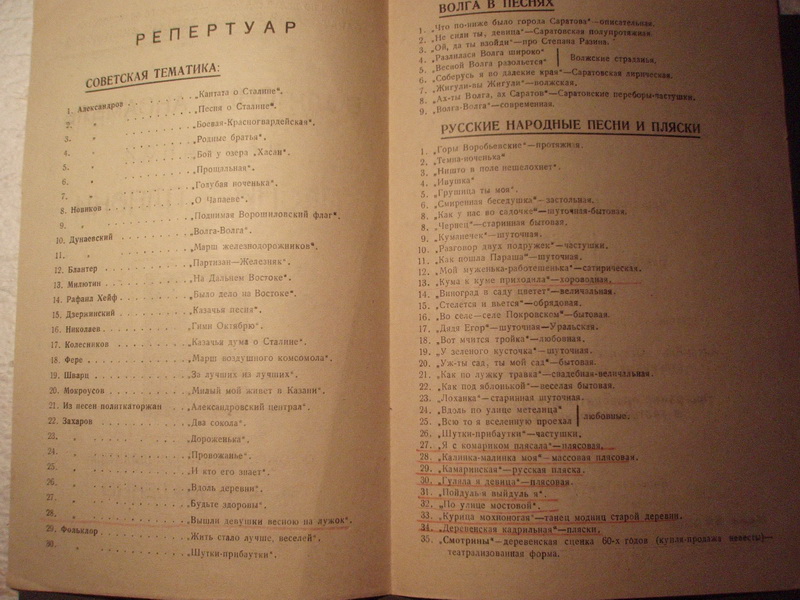 РЕПЕРТУАР
СОВЕТСКАЯ ТЕМАТИКА:
1. Александров . . . „Кантата о Сталине“.
2. „ . . . „Песня о Сталине“.
3. „ . . . „Боевая-Красногвардейская“.
4. „ . . . „Родные братья“.
5. „ . . . „Бой у озера „Хасан“.
6. „ . . . „Прощальная“.
7. „ . . . „Голубая ноченька“.
8. Новиков . . . „О Чапаеве“.
9. „ . . . „Поднимая Ворошиловский флаг“.
10. Дунаевский . . . „Волга-Волга“.
11. „ . . . „Марш железнодорожников“.
12. Блантер . . . „Партизан—Железняк“.
13. Милютин . . . „На Дальнем Востоке“.
14. Рафаил Хейф . . . „Было дело на Востоке“.
15. Дзержинский . . . „Казачья песня“.
16. Николаев . . . „Гимн Октябрю“.
17. Колесников . . . „Казачья дума о Сталине“.
18. Фере . . . „Марш воздушного комсомола“.
19. Шварц . . . „За лучших из лучших“.
20. Мокроусов . . . „Милый мой живет в Казани“.
21. Из песен политкаторжан . . . „Александровский централ“.
22. Захаров . . . „Два сокола“.
23. „ . . . „Дороженька“.
24. „ . . . „Провожанье“.
25. „ . . . „И кто его знает“.
26. „ . . . „Вдоль деревни“.
27. „ . . . „Будьте здоровы“.
28. „ . . . „Вышли девушки весною на лужок“.
29. Фольклор . . . „Жить стало лучше, веселей“.
30. „ . . . „Шутки-прибаутки“.
ВОЛГА В ПЕСНЯХ
1. „Что пониже было города Саратова“—описательная.
2. „Не сиди ты, девица“—Саратовская полупротяжная
3. „Ой, да ты взойди“—про Степана Разина.
4. „Разлилася Волга широко“
5. „Весной Волга разольется“ Волжские страданья.
6. „Соберусь я во далекие края“—Саратовская лирическая.
7. „Жигули-вы Жигули“—волжская.
8. „Ах-ты Волга, ах Саратов“—Саратовские переборы-частушки.
9. „Волга-Волга“—современная.
РУССКИЕ НАРОДНЫЕ ПЕСНИ И ПЛЯСКИ
1. „Горы Воробьевские“—протяжная.
2. „Темна-ноченька“
3. „Ничто в поле нешелохнет“.
4. „Ивушка“
5. „Грушица ты моя“.
6. „Смиренная беседушка“—застольная.
8. „Как у нас во садочке“—шуточная-бытовая.
8. „Чернец“—старинная бытовая.
9. „Куманечек“—шуточная.
10. „Разговор двух подружек“—частушки.
11. „Как пошла Параша“—шуточная.
12. „Мой муженька-работешенька“—сатирическая.
13. „Кума к куме приходила“—хороводная.
14. „Виноград в саду цветет“—величальная.
15. „Стелется и вьется“—обрядовая.
16. „Во селе—селе Покровском“—бытовая.
17. „Дядя Егор“—шуточная—Уральская.
18. „Вот мчится тройка“—любовная.
19. „У зеленого кусточка“—шуточная.
20. „Уж-ты сад, ты мой сад“—бытовая.
21. „Как по лужку травка“—свадебная-величальная.
22. „Как под яблонькой“—веселая бытовая.
23. „Лоханка“—старинная шуточная.
24. „Вдоль по улице метелица“
25. „Всю то я вселенную проехал любовные.
26. „Шутки-прибаутки“—частушки.
27. „Я с комариком плясала“—плясовая.
28. „Калинка-малинка моя“—массовая плясовая.
29. „Камаринская“—русская пляска.
30. „Гуляла я девица“—плясовая.
31. „Пойдуль-я выйдуль я“.
32. „По улице мостовой“.
33. „Курица мохноногая“—танец модниц старой деревни.
34. „Деревенская кадрильная“—пляски.
35. „Смотрины“—деревенская сценка 60-х годов (купля-продажа невесты)—
театрализованная форма.